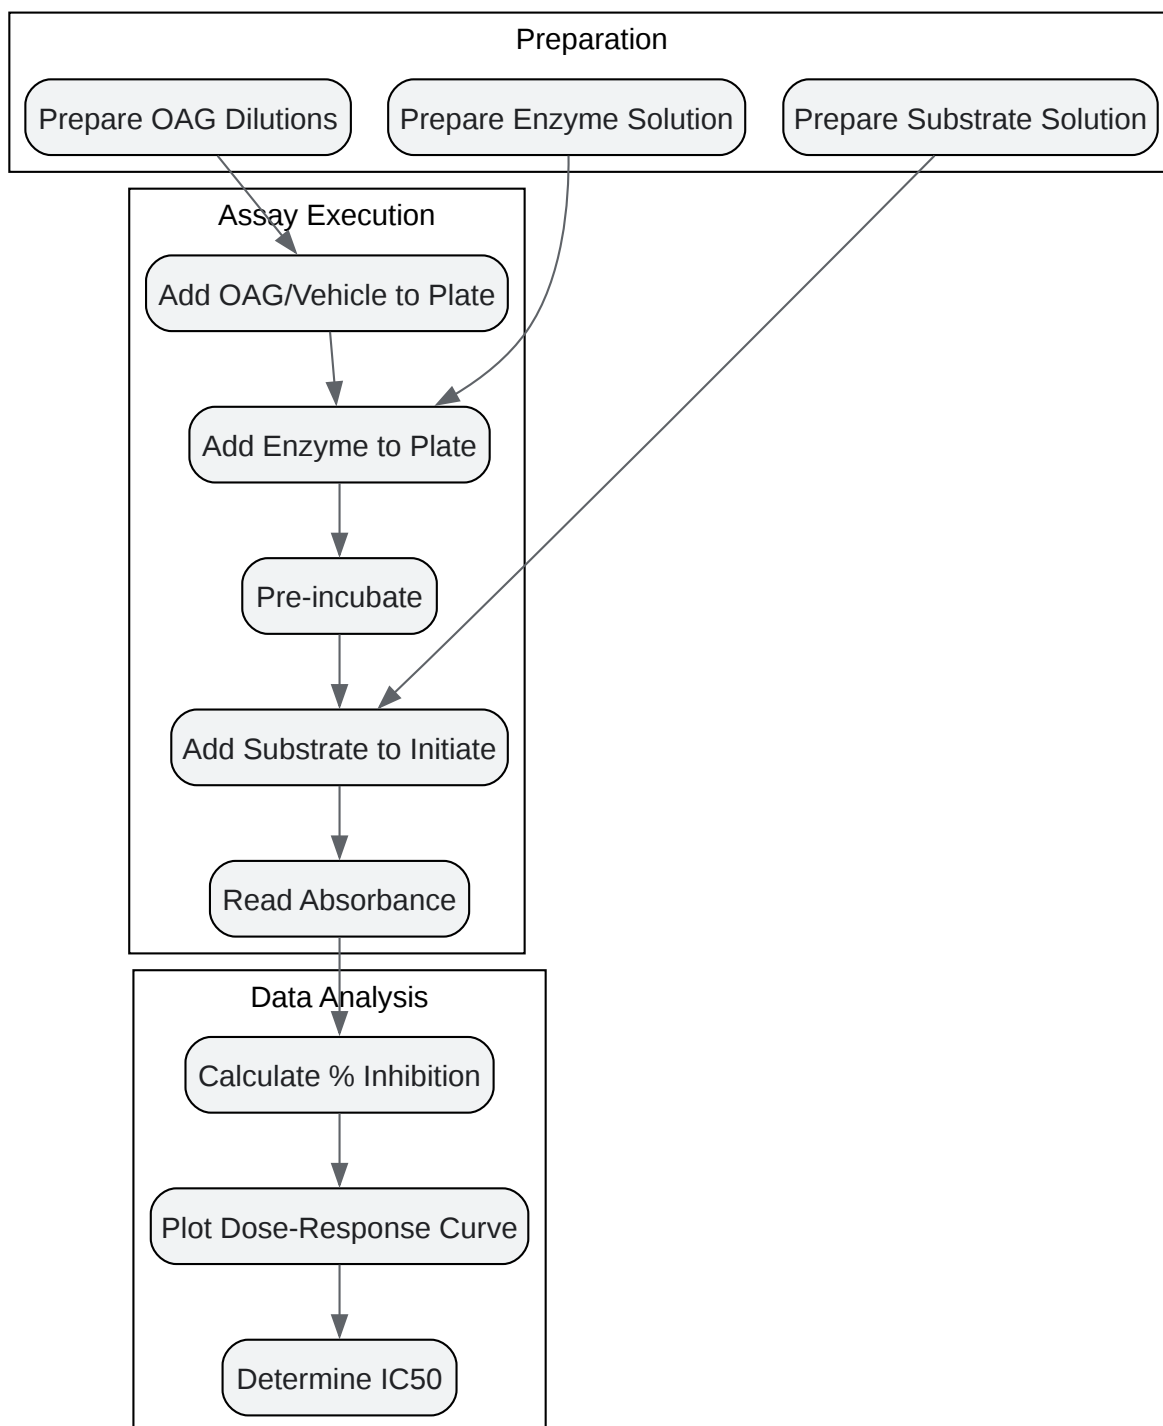 Preparation
Prepare OAG Dilutions
Prepare Enzyme Solution
Prepare Substrate Solution
Assay Execution
Add OAG/Vehicle to Plate
Add Enzyme to Plate
Pre-incubate
Add Substrate to Initiate
Read Absorbance
Data Analysis
Calculate % Inhibition
Plot Dose-Response Curve
Determine IC50